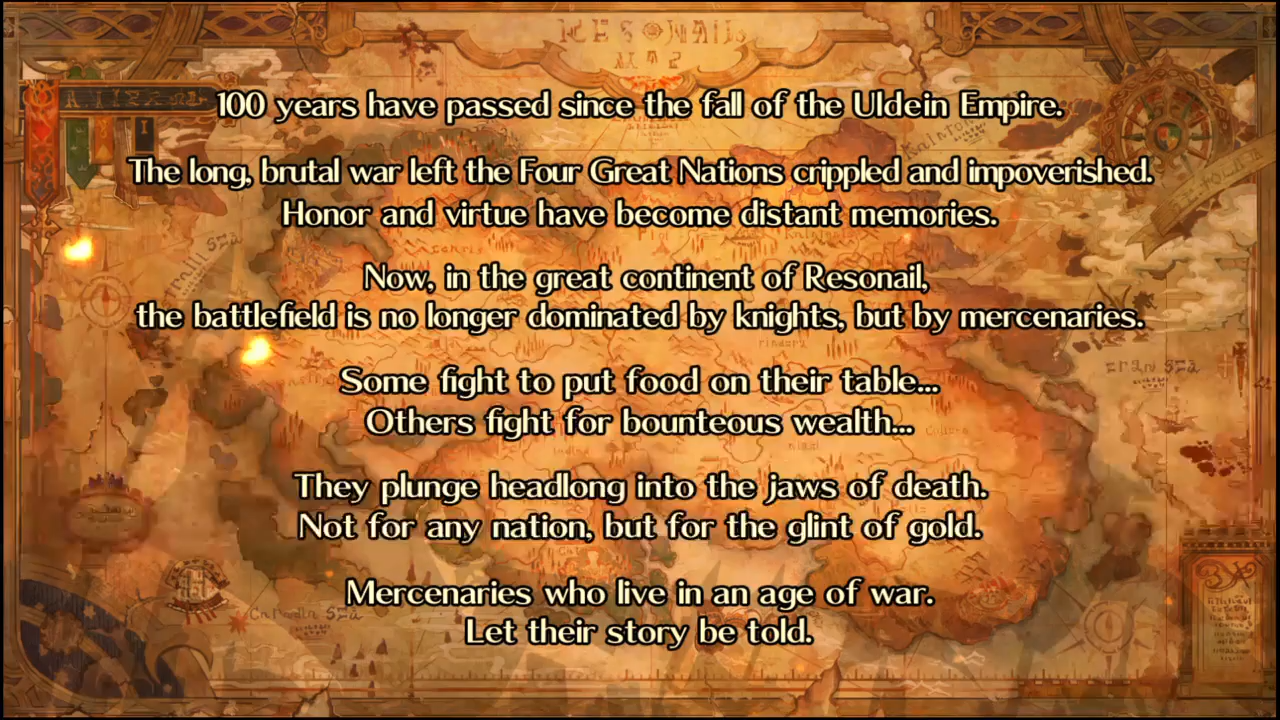 100 years have passed since the fall of the Uldein Empire.
The long, brutal war left the Four Great Nations crippled and impoverished.
Honor and virtue have become distant memories.
Now, in the great continent of Resonail,
the battlefield is no longer dominated by knights, but by mercenaries.
Some fight to put food on their table...
Others fight for bounteous wealth...
They plunge headlong into the jaws of death.
Not for any nation, but for the glint of gold.
Mercenaries who live in an age of war.
Let their story be told.